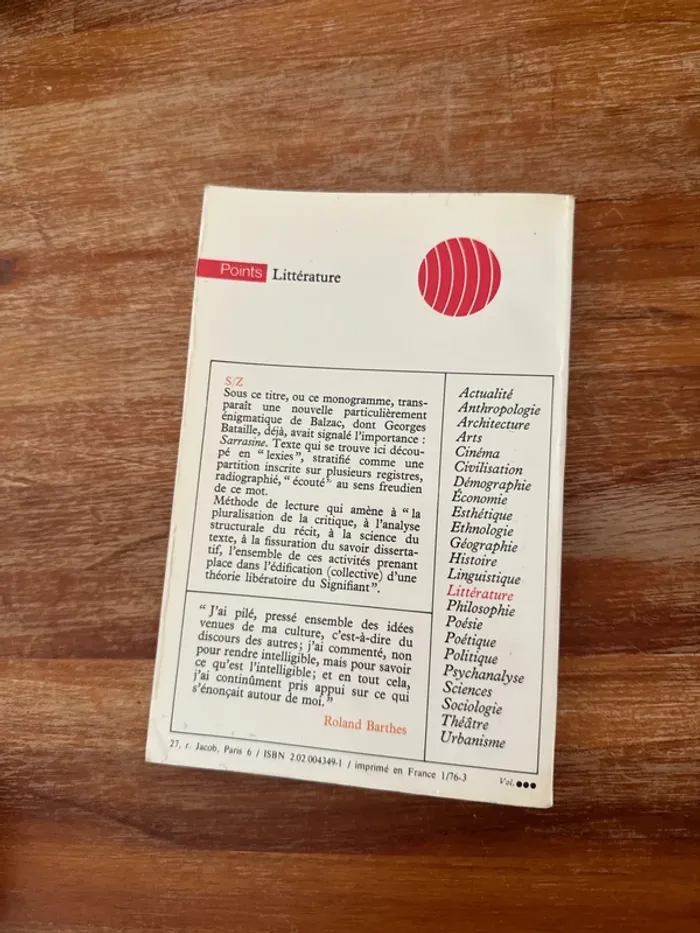 Points Littérature
S/Z
Sous ce titre, ou ce monogramme, trans-
paraît une nouvelle particulièrement
énigmatique de Balzac, dont Georges
Bataille, déjà, avait signalé l'importance :
Sarrasine. Texte qui se trouve ici décou-
pé en " lexies", stratifié comme une
partition inscrite sur plusieurs registres,
radiographié, " écouté" au sens freudien
de ce mot.
Méthode de lecture qui amène à " la
pluralisation de la critique, à l'analyse
structurale du récit, à la science du
texte, à la fissuration du savoir disserta-
tif, l'ensemble de ces activités prenant
place dans l'édification (collective) d'une
théorie libératoire du Signifiant".
" J'ai pilé, pressé ensemble des idées
venues de ma culture, c'est-à-dire du
discours des autres; j'ai commenté, non
pour rendre intelligible, mais pour savoir
ce qu'est l'intelligible; et en tout cela,
j'ai continûment pris appui sur ce qui
s'énonçait autour de moi."
Roland Barthes
Actualité
Anthropologie
Architecture
Arts
Cinéma
Civilisation
Démographie
Économie
Esthétique
Ethnologie
Géographie
Histoire
Linguistique
Littérature
Philosophie
Poésie
Poétique
Politique
Psychanalyse
Sciences
Sociologie
Théâtre
Urbanisme
27, r. Jacob, Paris 6 / ISBN 2.02 004349-1 / imprimé en France 1/76-3
Vol.●●●